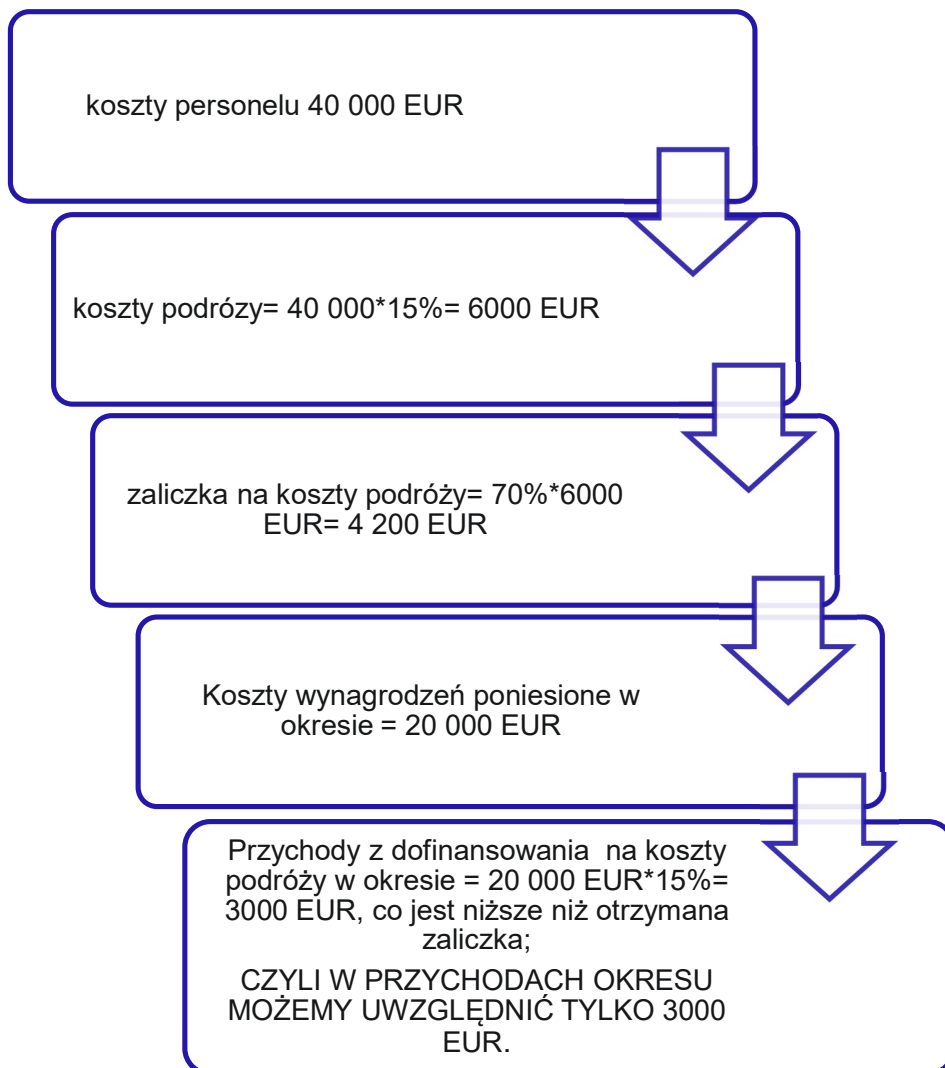 koszty personelu 40 000 EUR
koszty podrózy= 40 000*15%= 6000 EUR
zaliczka na koszty podróży= 70%*6000
EUR= 4 200 EUR
Koszty wynagrodzeń poniesione w
okresie = 20 000 EUR
Przychody z dofinansowania na koszty
podróży w okresie = 20 000 EUR*15%=
3000 EUR, co jest niższe niż otrzymana
zaliczka;
CZYLI W PRZYCHODACH OKRESU
MOŻEMY UWZGLĘDNIĆ TYLKO 3000
EUR.